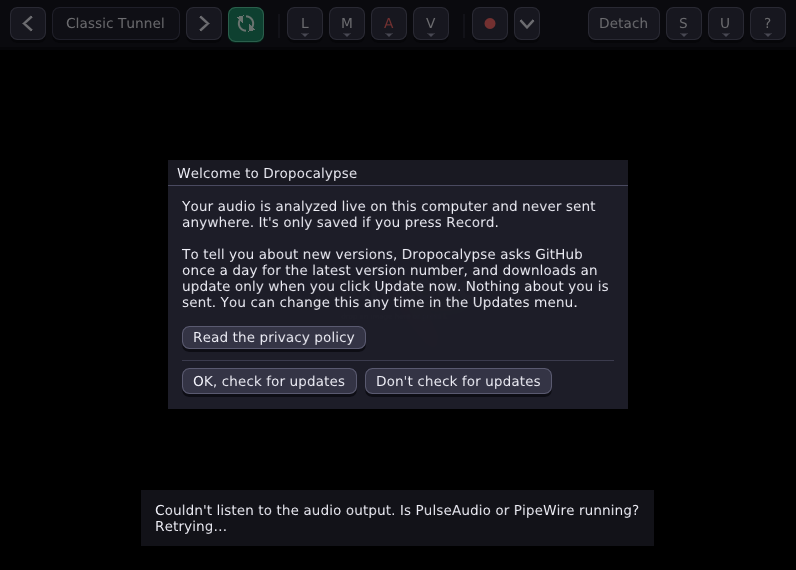 Classic Tunnel
L
M
A
V
Detach
S
U
?
Welcome to Dropocalypse
Your audio is analyzed live on this computer and never sent
anywhere. It's only saved if you press Record.
To tell you about new versions, Dropocalypse asks GitHub
once a day for the latest version number, and downloads an
update only when you click Update now. Nothing about you is
sent. You can change this any time in the Updates menu.
Read the privacy policy
OK, check for updates
Don't check for updates
Couldn't listen to the audio output. Is PulseAudio or PipeWire running?
Retrying...